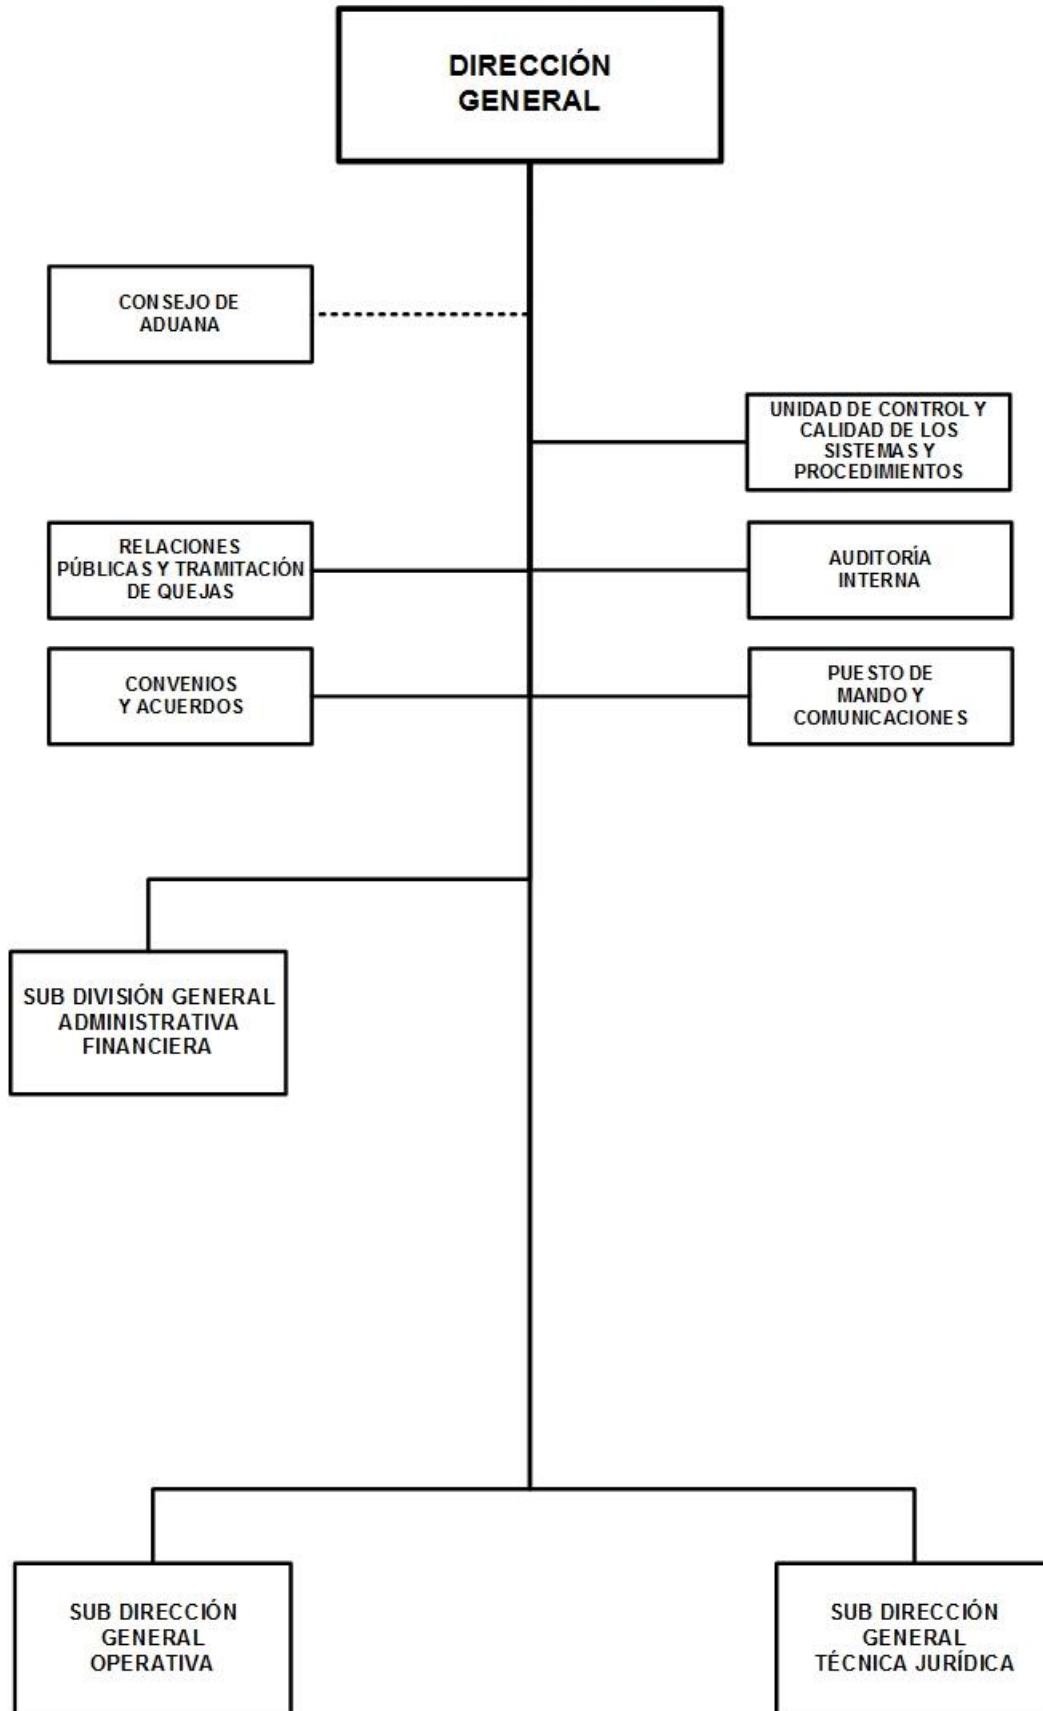 DIRECCIÓN
GENERAL
CONSEJO DE
ADUANA
UNIDAD DE CONTROL Y
CALIDAD DE LOS
SISTEMAS Y
PROCEDIMIENTOS
RELACIONES
PÚBLICAS Y TRAMITACIÓN
DE QUEJAS
AUDITORÍA
INTERNA
CONVENIOS
Y ACUERDOS
PUESTO DE
MANDO Y
COMUNICACIONES
SUB DIVISIÓN GENERAL
ADMINISTRATIVA
FINANCIERA
SUB DIRECCIÓN
GENERAL
OPERATIVA
SUB DIRECCIÓN
GENERAL
TÉCNICA JURÍDICA